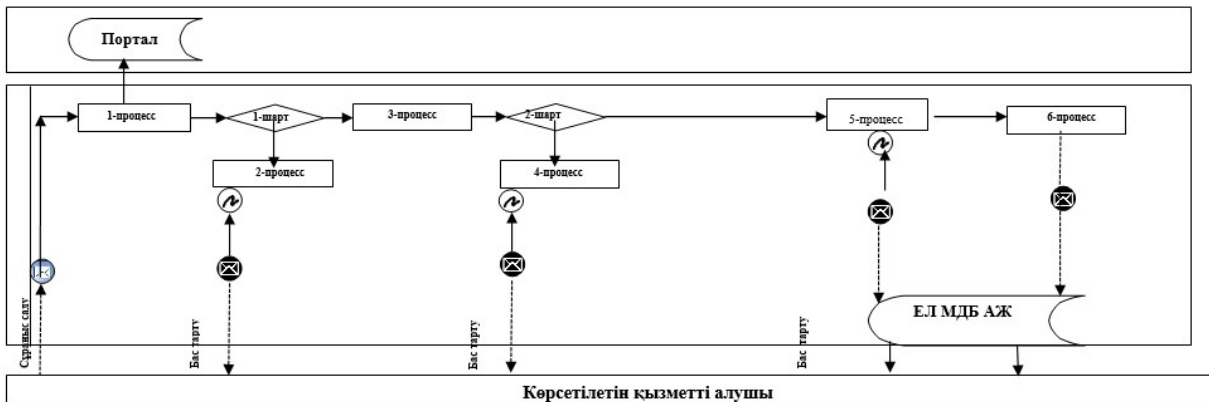 Портал
1-процесс
1-шарт
3-процесс
2-шарт
5-процесс
6-процесс
2-процесс
4-процесс
Сұраныс салу
Бас тарту
Бас тарту
Бас тарту
ЕЛ МДБ АЖ
Көрсетілетін қызметті алушы